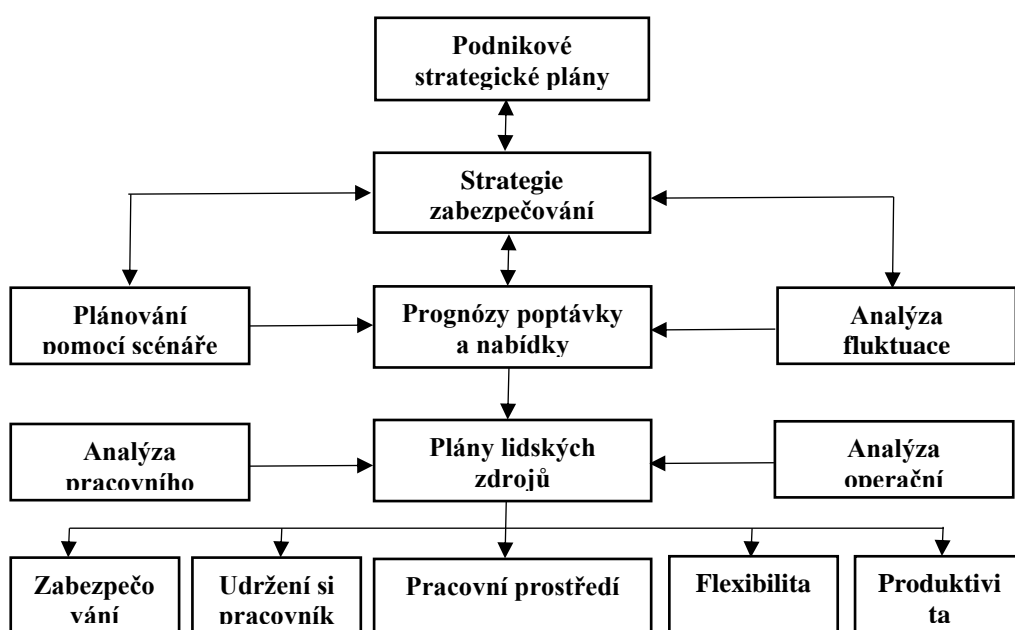 Podnikové
strategické plány
Strategie
zabezpečování
Plánování
pomocí scénáře
Prognózy poptávky
a nabídky
Analýza
fluktuace
Analýza
pracovního
Plány lidských
zdrojů
Analýza
operační
Zabezpečo
vání
Udržení si
pracovník
Pracovní prostředí
Flexibilita
Produktivi
ta